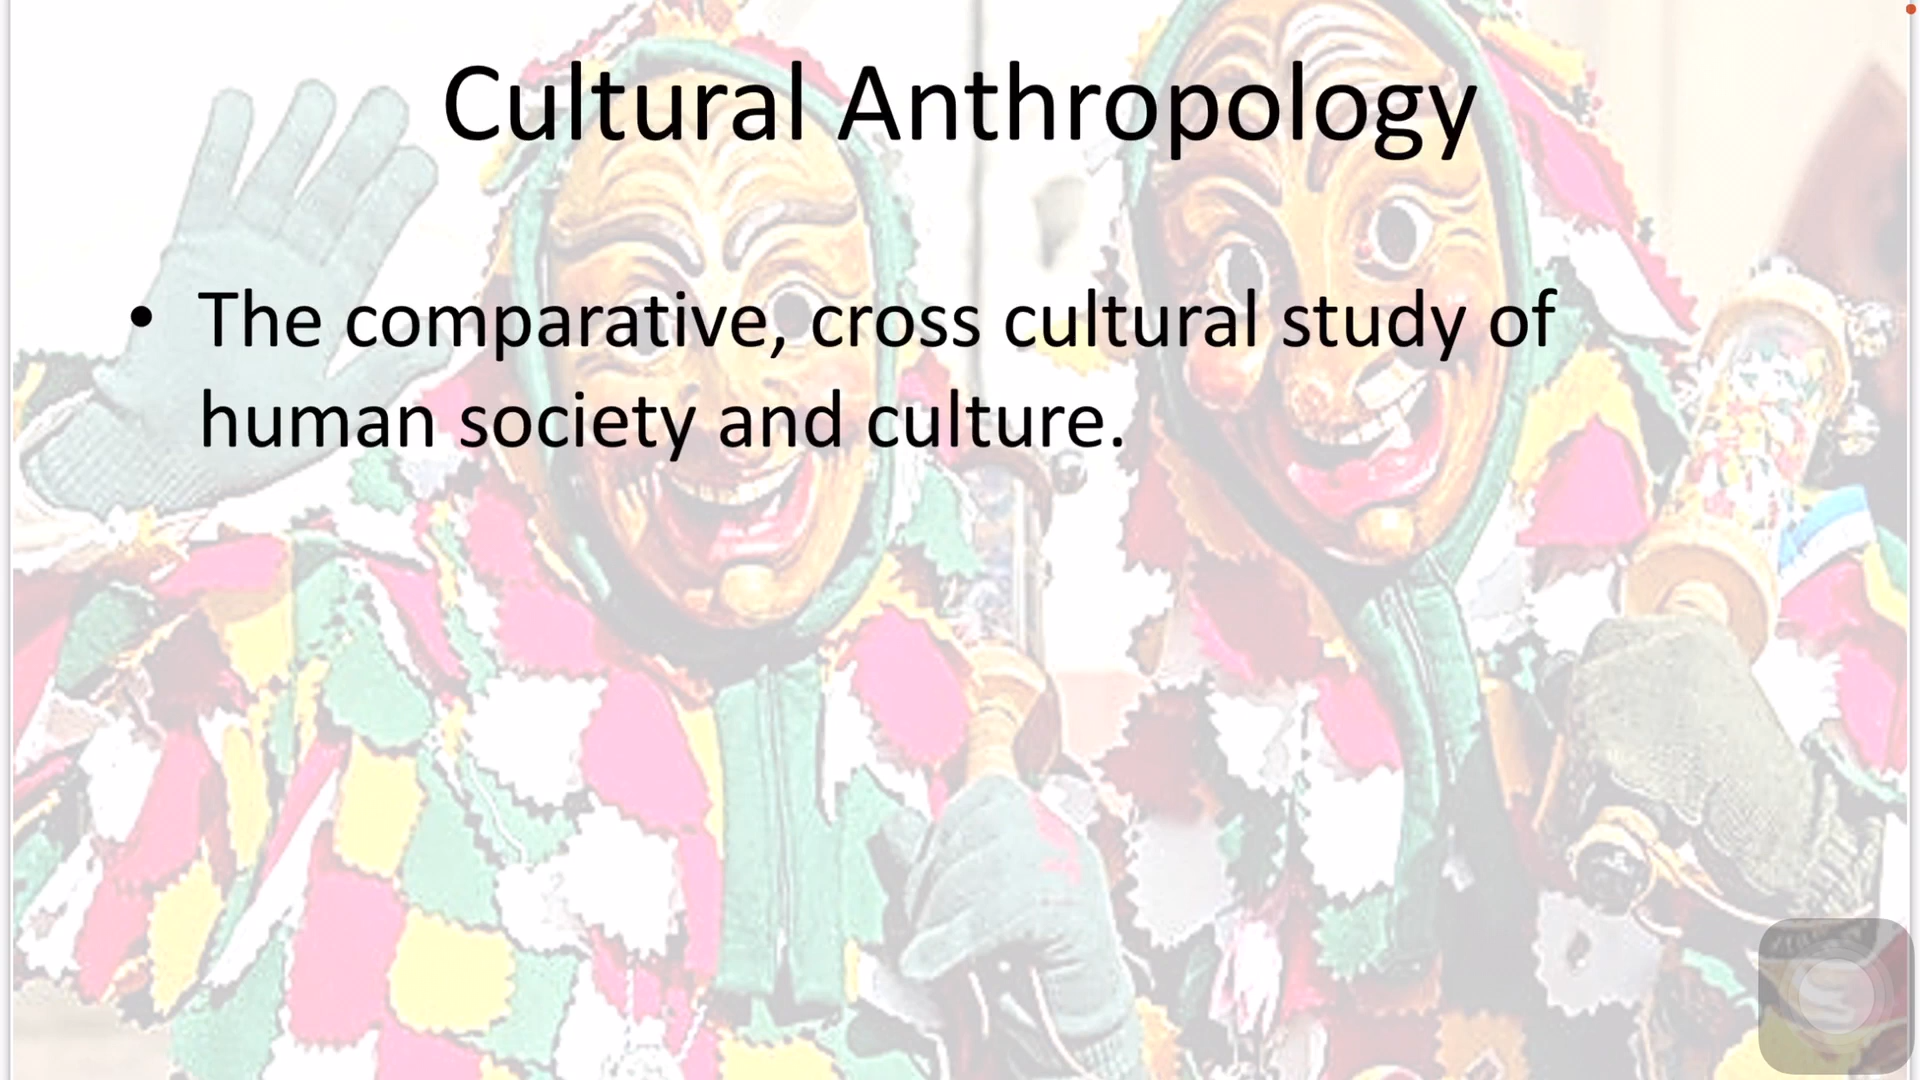 Cultural Anthropology
• The comparative, cross cultural study of
human society and culture.